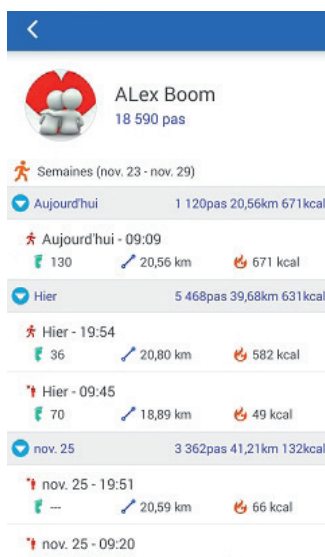 ALex Boom
18 590 pas
Semaines (nov. 23 - nov. 29)
Aujourd'hui 1 120pas 20,56km 671kcal
Aujourd'hui - 09:09
130 20,56 km 671 kcal
Hier 5 468pas 39,68km 631kcal
Hier - 19:54
36 20,80 km 582 kcal
Hier - 09:45
70 18,89 km 49 kcal
nov. 25 3 362pas 41,21km 132kcal
nov. 25 - 19:51
--- 20,59 km 66 kcal
nov. 25 - 09:20